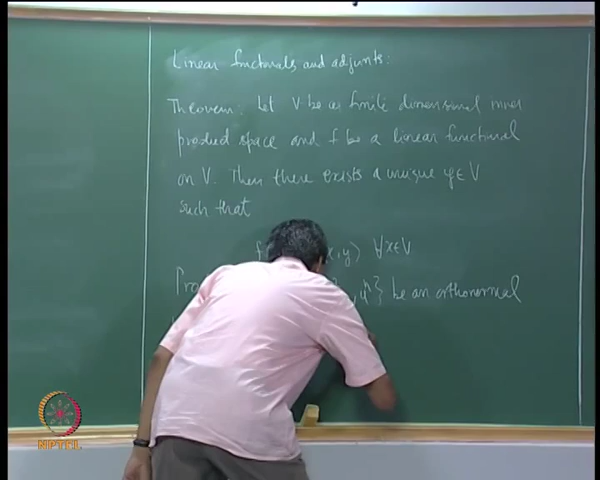 Linear functionals and adjoints:
Theorem: Let V be a finite dimensional inner
product space and f be a linear functional
on V. Then there exists a unique y ∈ V
such that
f( x, y⟩ ∀ x ∈ V
Pro , uⁿ} be an orthonormal
NPTEL